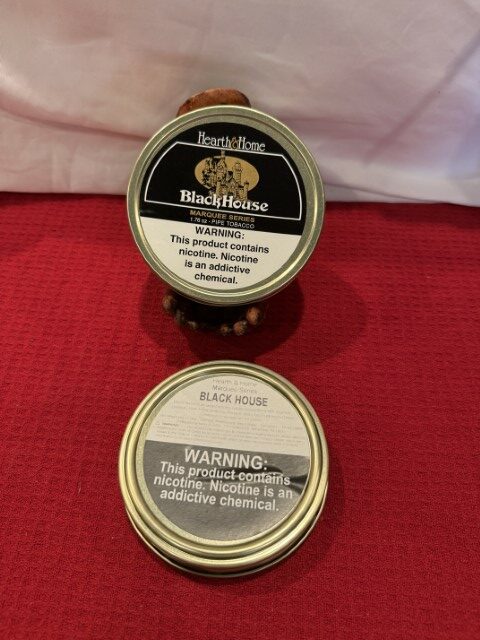 Hearth & Home
BlackHouse
MARQUEE SERIES
1.76 oz - PIPE TOBACCO
WARNING:
This product contains
nicotine. Nicotine
is an addictive
chemical.
Hearth & Home
Marquee Series
BLACK HOUSE
WARNING:
This product contains
nicotine. Nicotine is an
addictive chemical.